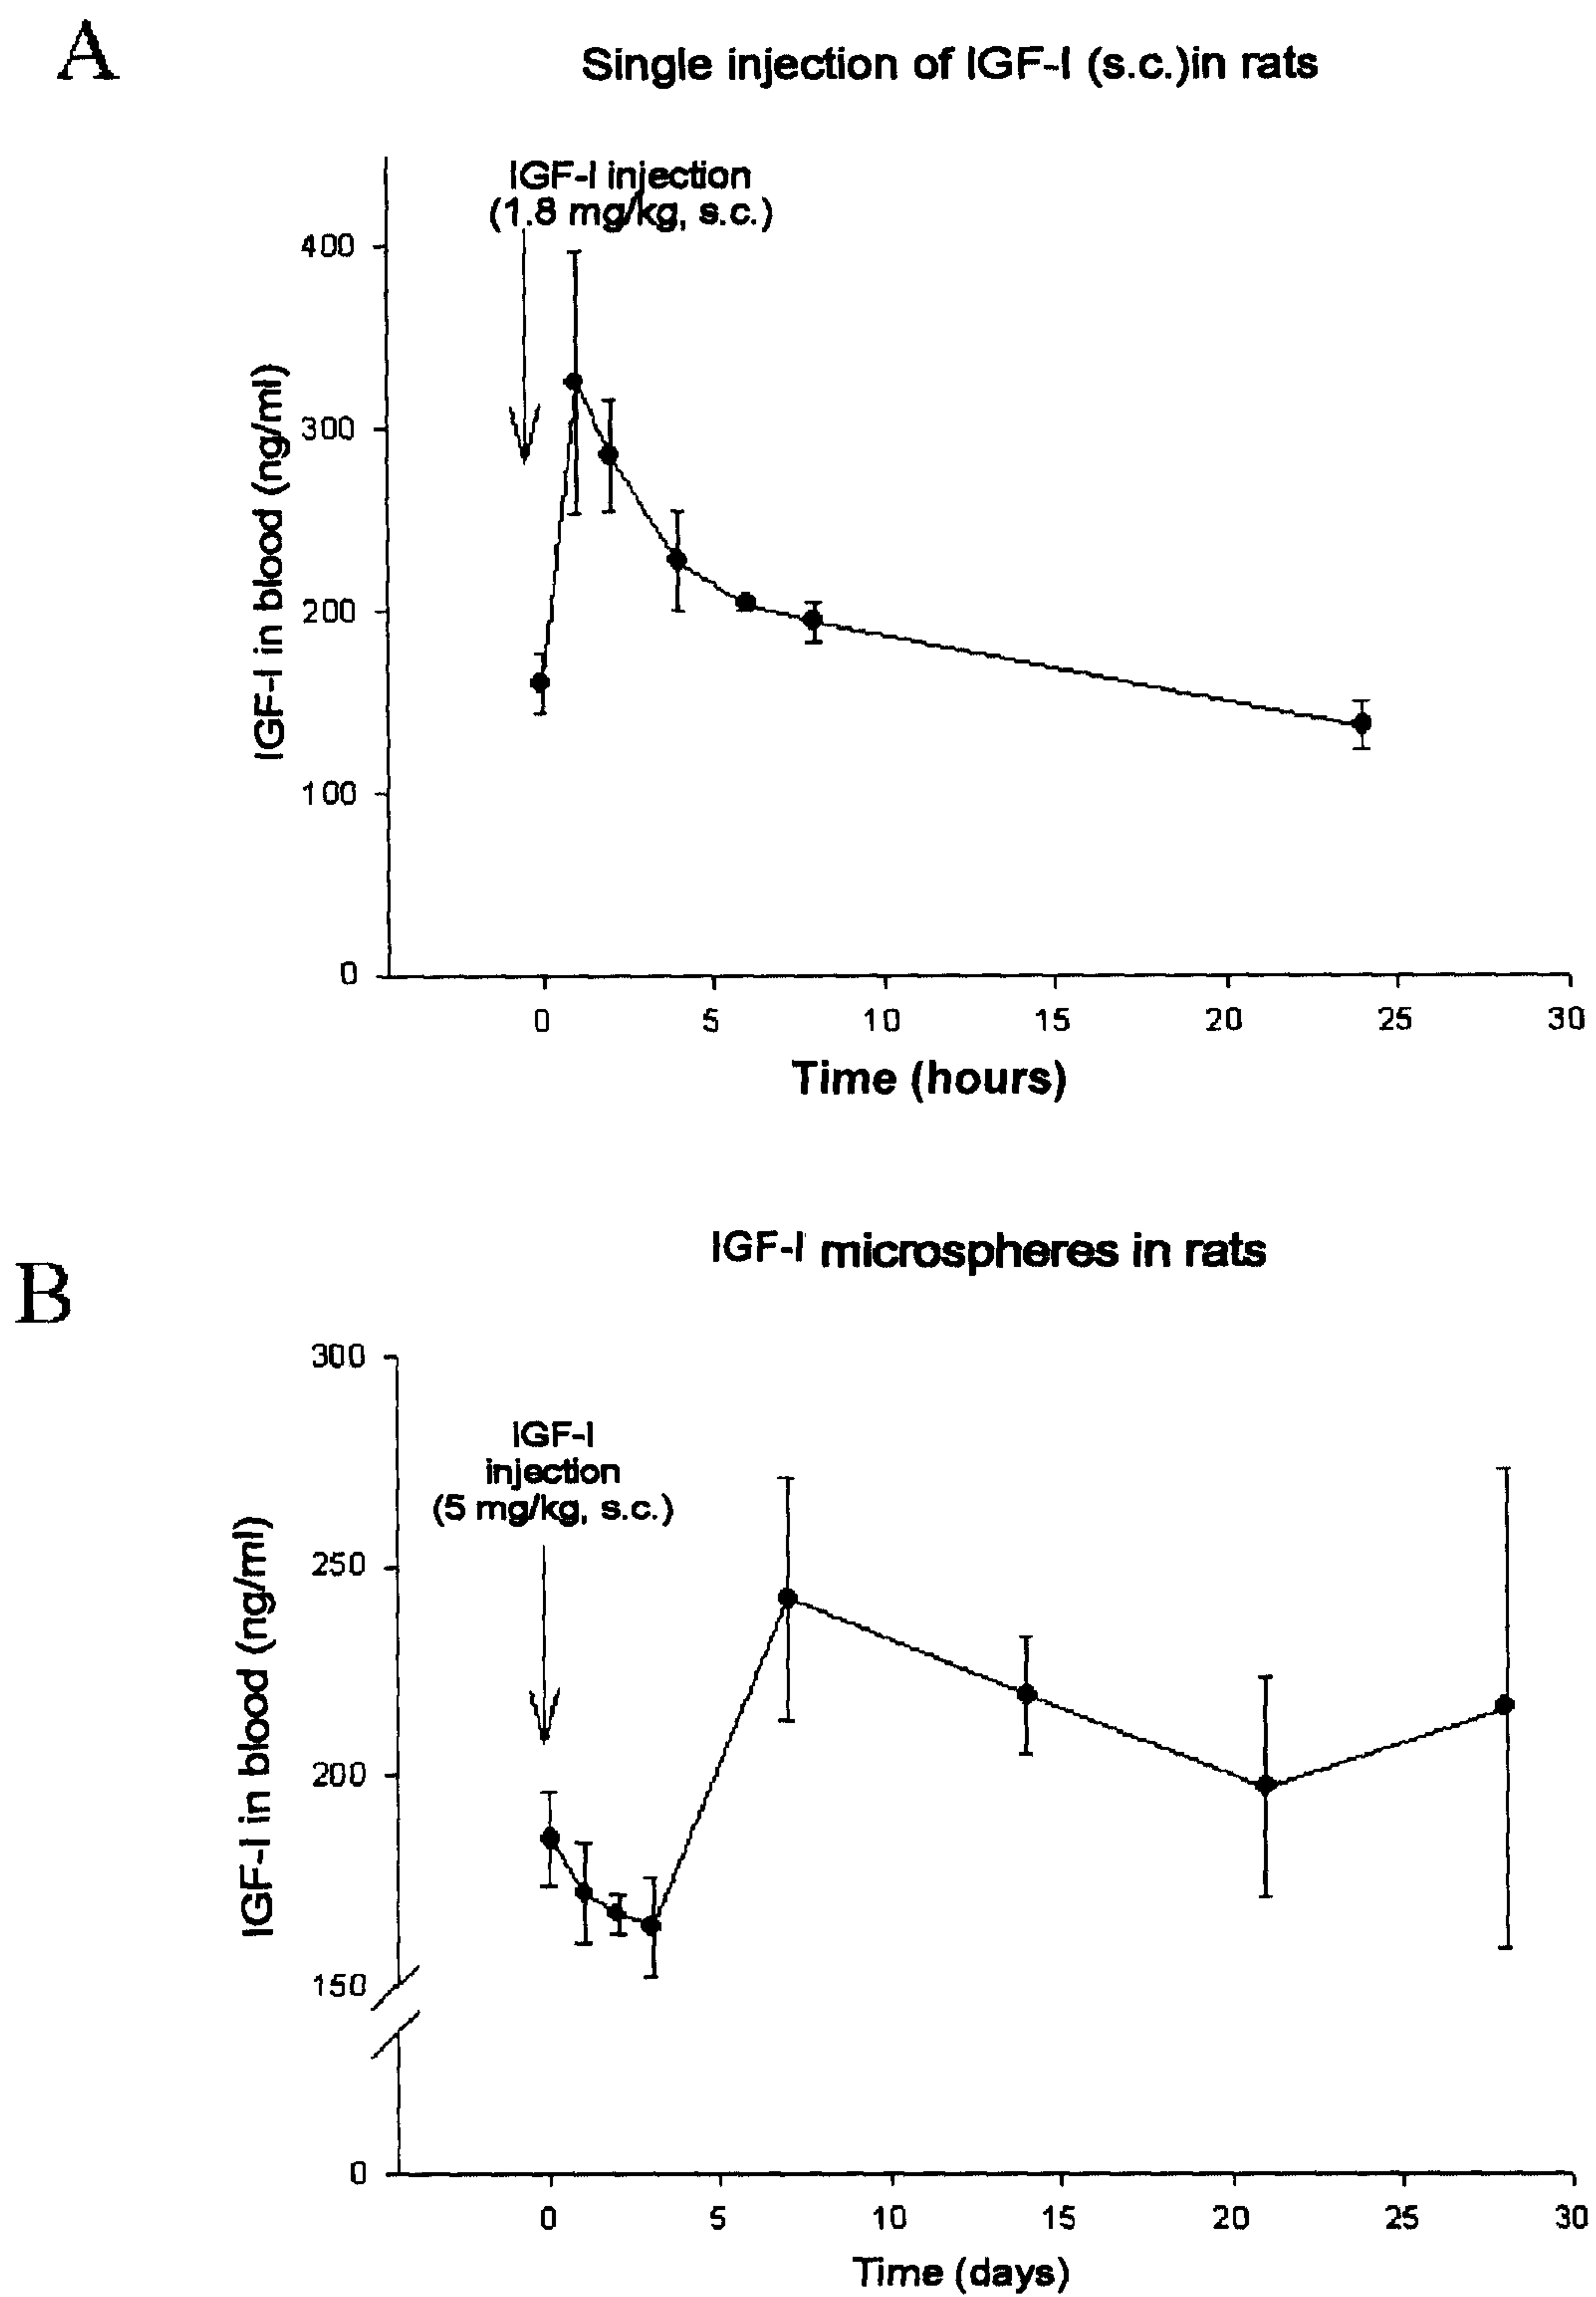 A
Single injection of IGF-I (s.c.)in rats
IGF-I injection
(1.8 mg/kg, s.c.)
400
300
200
100
0
IGF-I in blood (ng/ml)
0 5 10 15 20 25 30
Time (hours)
B
IGF-I microspheres in rats
300
IGF-I
injection
(5 mg/kg, s.c.)
250
200
150
0
IGF-I in blood (ng/ml)
0 5 10 15 20 25 30
Time (days)